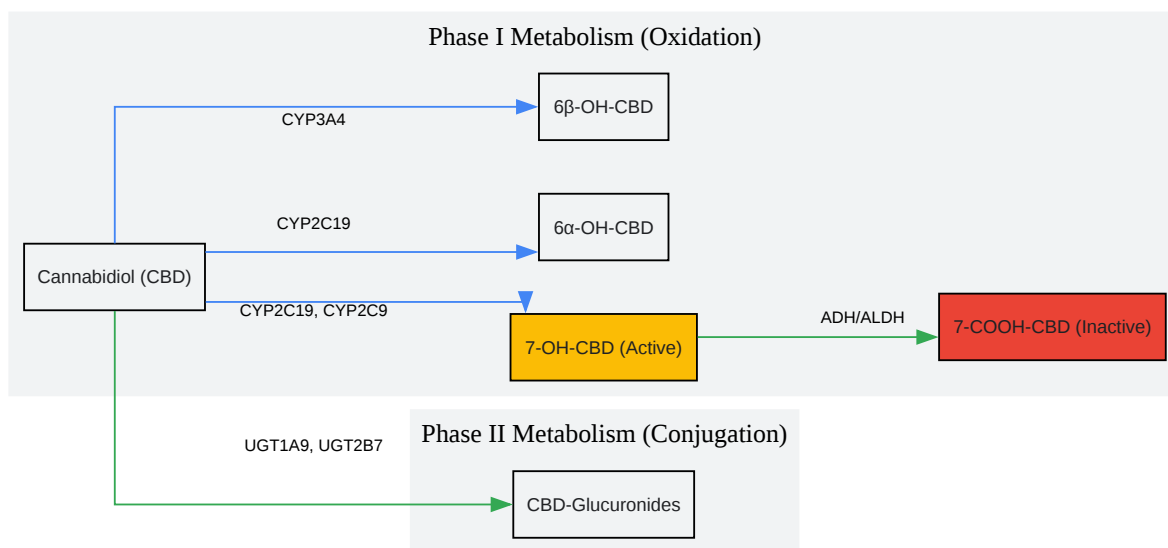 Phase I Metabolism (Oxidation)
6β-OH-CBD
CYP3A4
CYP2C19
6α-OH-CBD
Cannabidiol (CBD)
CYP2C19, CYP2C9
ADH/ALDH
7-COOH-CBD (Inactive)
7-OH-CBD (Active)
Phase II Metabolism (Conjugation)
UGT1A9, UGT2B7
CBD-Glucuronides